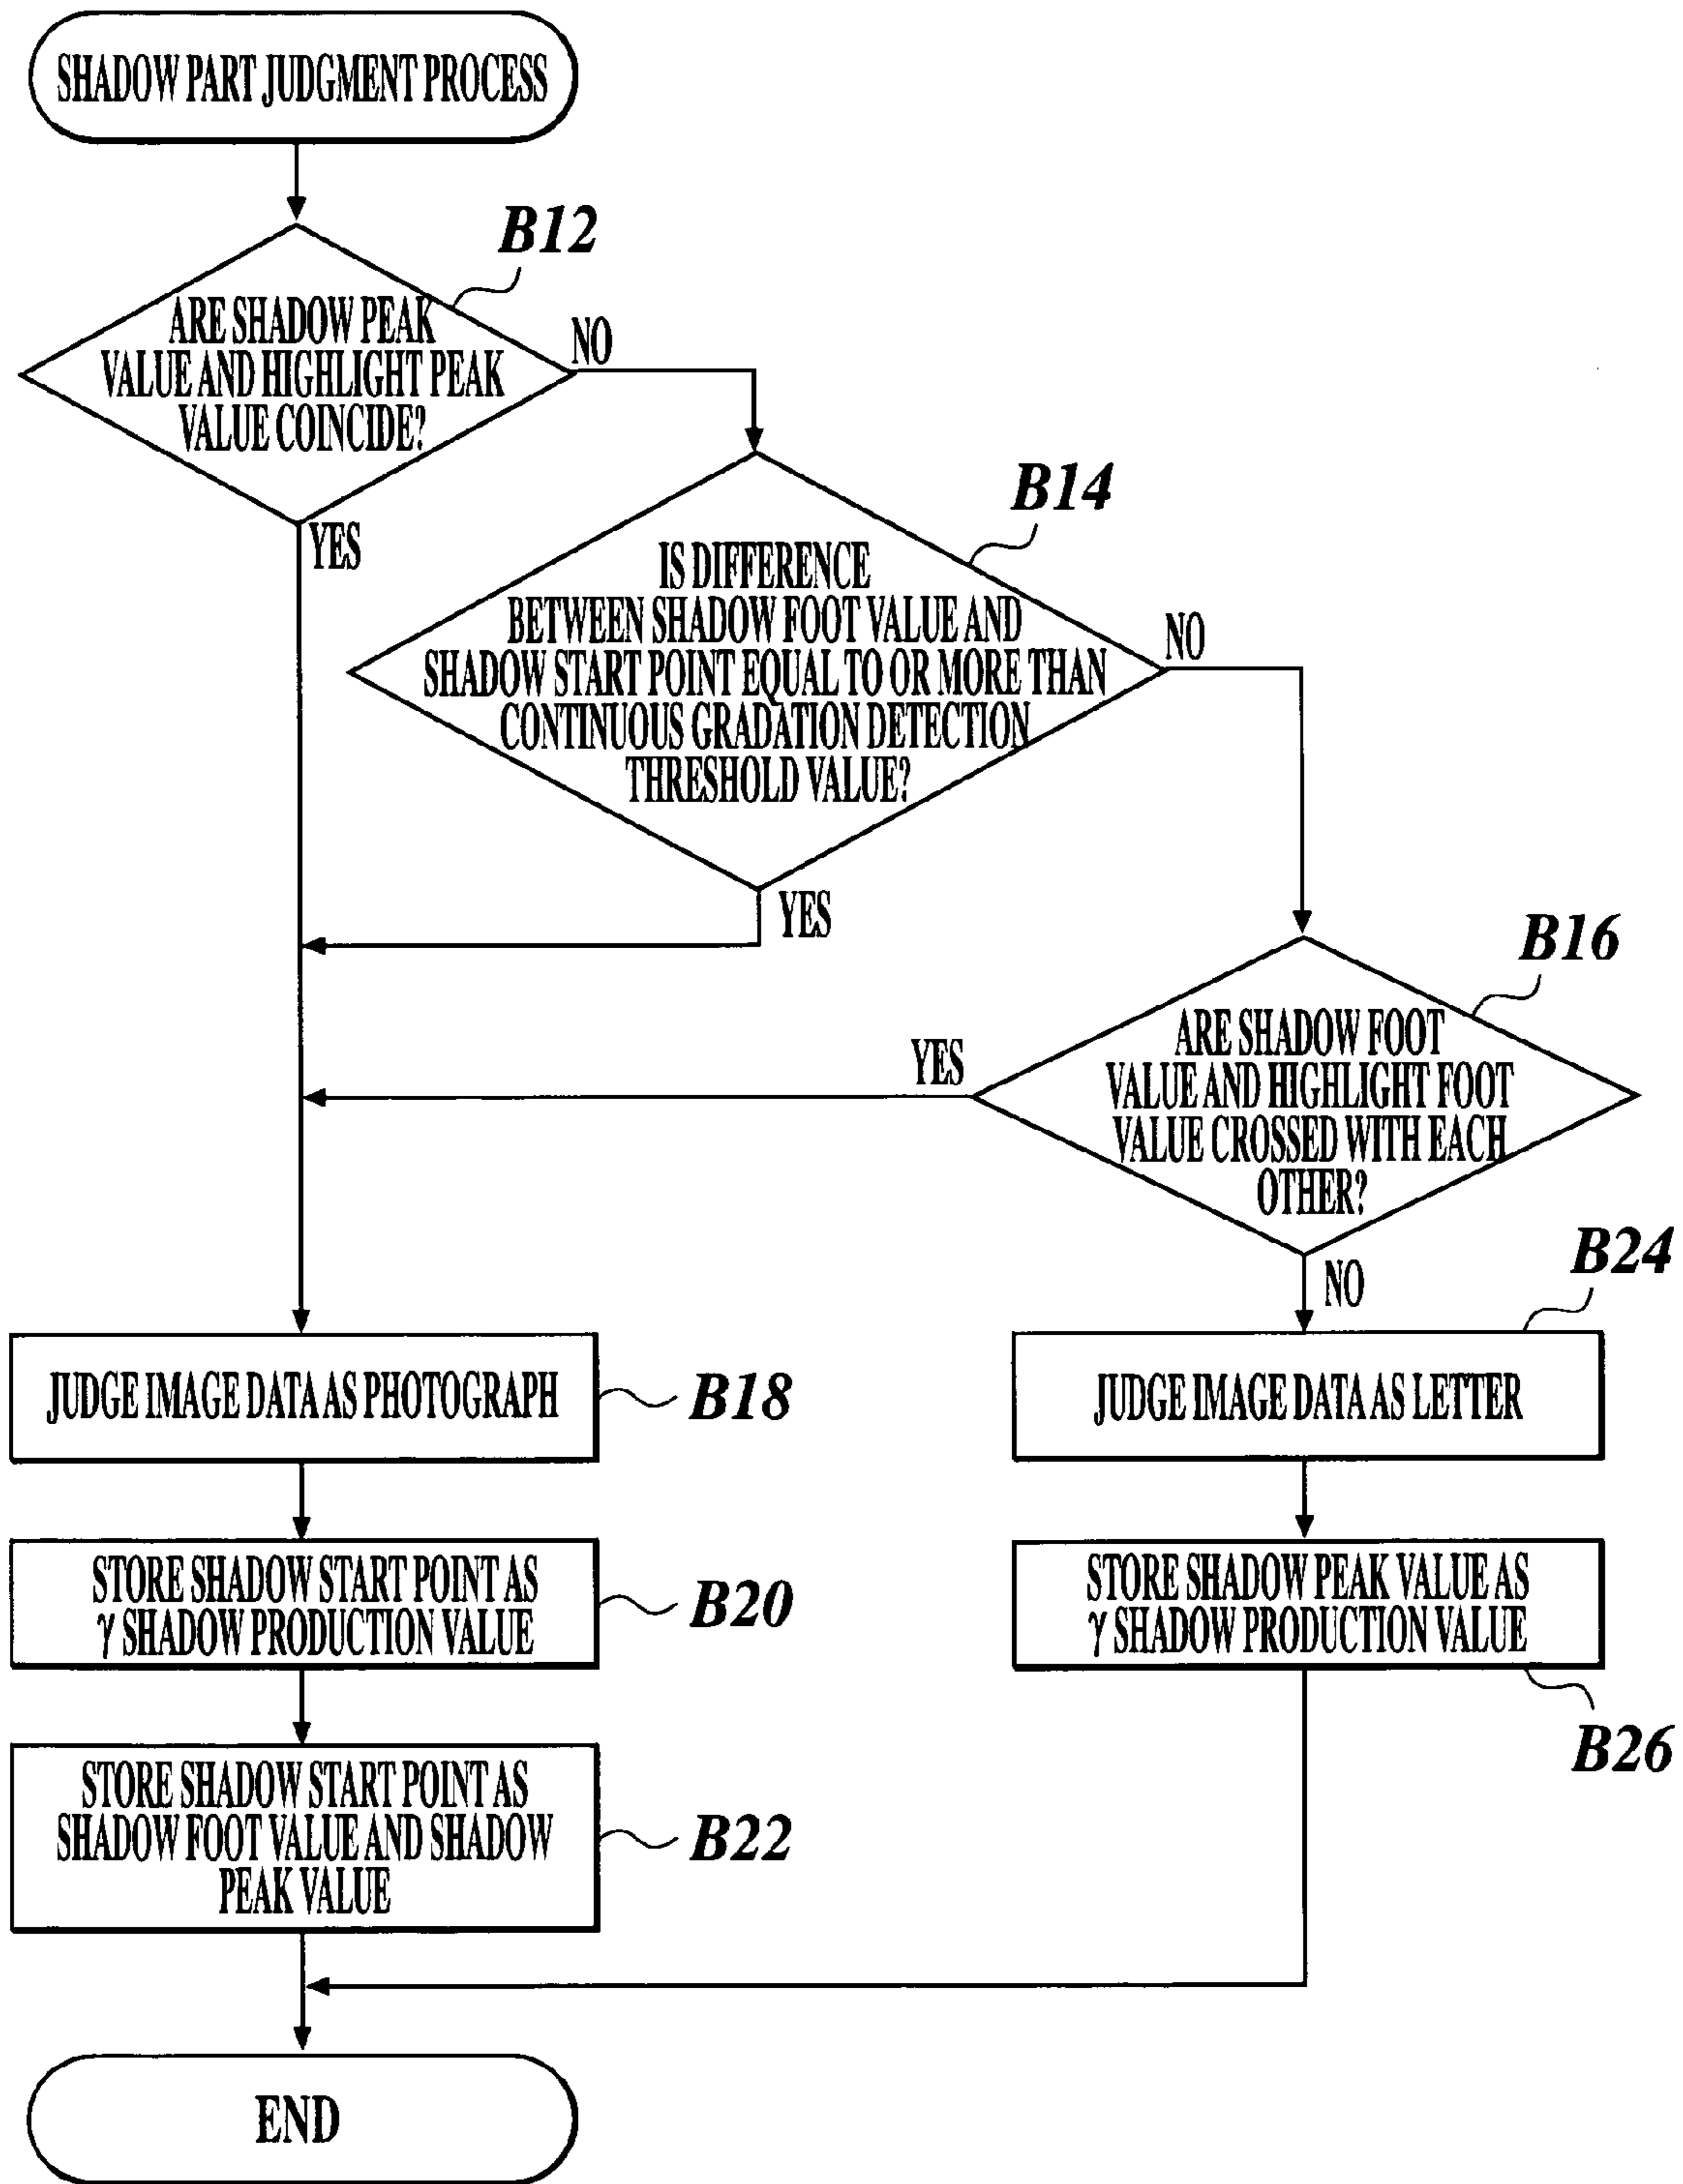 SHADOW PART JUDGMENT PROCESS
B12
ARE SHADOW PEAK
VALUE AND HIGHLIGHT PEAK
VALUE COINCIDE?
NO
YES
B14
IS DIFFERENCE
BETWEEN SHADOW FOOT VALUE AND
SHADOW START POINT EQUAL TO OR MORE THAN
CONTINUOUS GRADATION DETECTION
THRESHOLD VALUE?
NO
YES
B16
ARE SHADOW FOOT
VALUE AND HIGHLIGHT FOOT
VALUE CROSSED WITH EACH
OTHER?
YES
NO
B24
JUDGE IMAGE DATA AS PHOTOGRAPH
B18
JUDGE IMAGE DATA AS LETTER
STORE SHADOW START POINT AS
γ SHADOW PRODUCTION VALUE
B20
STORE SHADOW PEAK VALUE AS
γ SHADOW PRODUCTION VALUE
B26
STORE SHADOW START POINT AS
SHADOW FOOT VALUE AND SHADOW
PEAK VALUE
B22
END